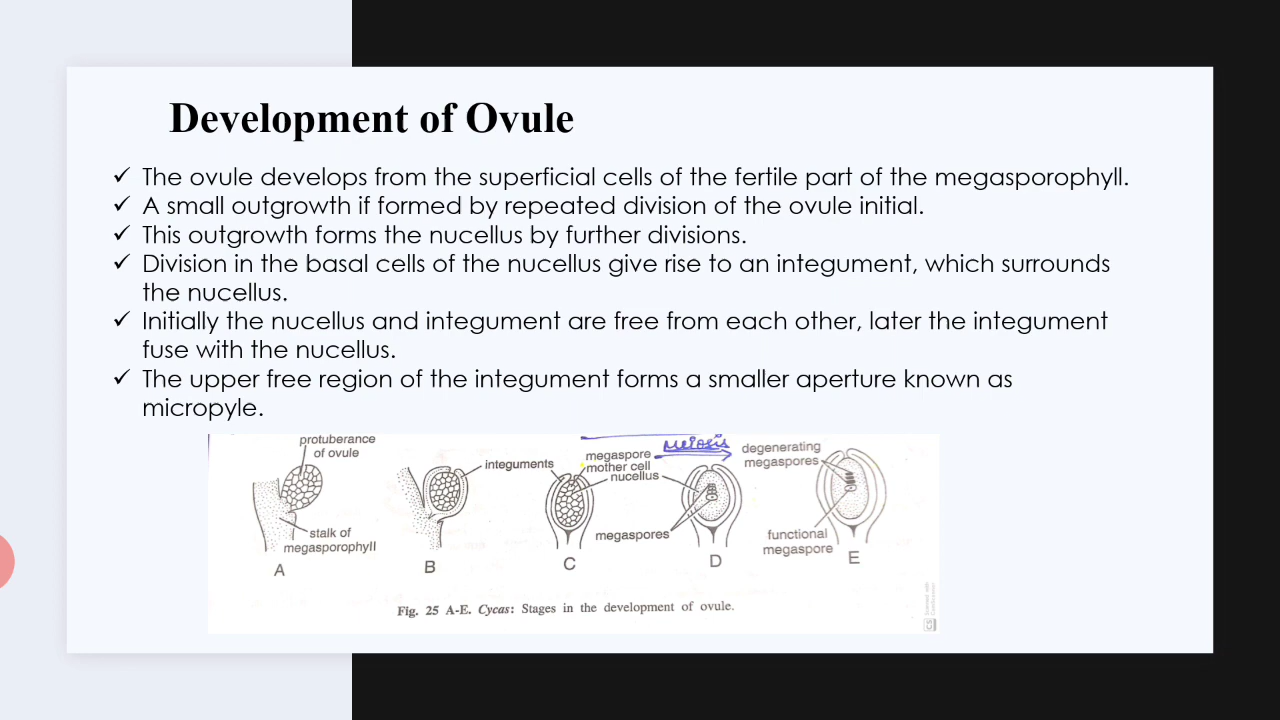 Development of Ovule
✓ The ovule develops from the superficial cells of the fertile part of the megasporophyll.
✓ A small outgrowth if formed by repeated division of the ovule initial.
✓ This outgrowth forms the nucellus by further divisions.
✓ Division in the basal cells of the nucellus give rise to an integument, which surrounds
the nucellus.
✓ Initially the nucellus and integument are free from each other, later the integument
fuse with the nucellus.
✓ The upper free region of the integument forms a smaller aperture known as
micropyle.
protuberance
of ovule
stalk of
megasporophyll
integuments
megaspore
mother cell
nucellus
meiosis
megaspores
degenerating
megaspores
functional
megaspore
A
B
C
D
E
Fig. 25 A-E. Cycas: Stages in the development of ovule.
CS
Scanned with
CamScanner